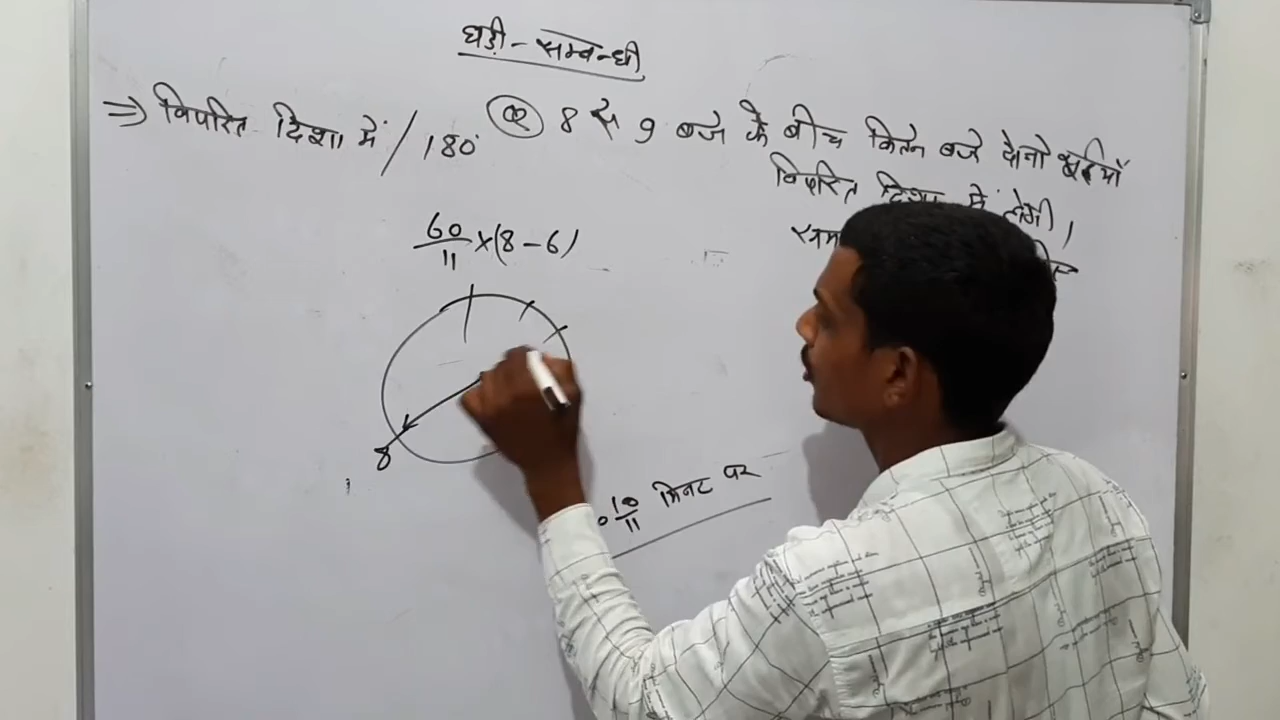 घड़ी - सम्बन्धी
⇒ विपरित दिशा में / 180°
Q2 8 से 9 बजे के बीच कितने बजे दोनो सूईयाँ
विपरित दिशा में होगी।
60/11 × (8 - 6)
8
10/11 मिनट पर